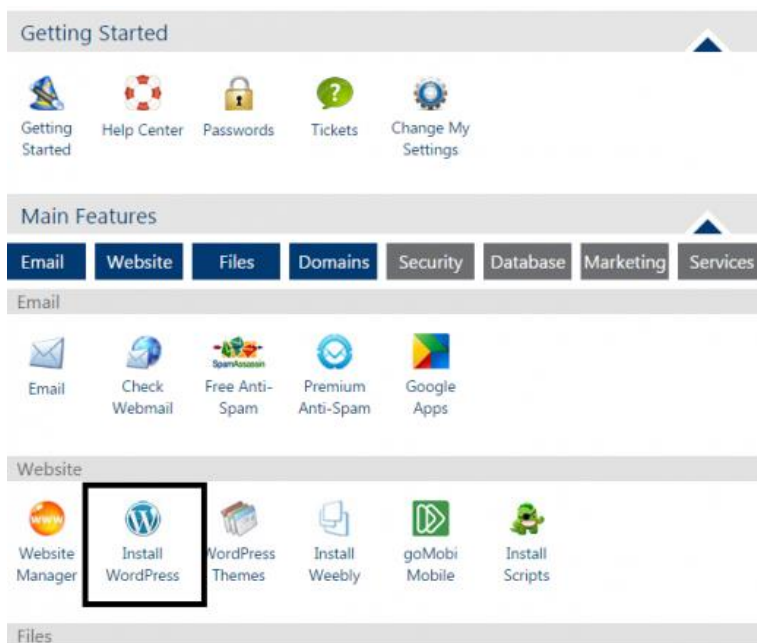 Getting Started
Getting Started
Help Center
Passwords
?
Tickets
Change My Settings
Main Features
Email Website Files Domains Security Database Marketing Services
Email
Email
Check Webmail
SpamAssassin
Free Anti-Spam
Premium Anti-Spam
Google Apps
Website
www
Website Manager
W
Install WordPress
WordPress Themes
Install Weebly
goMobi Mobile
Install Scripts
Files